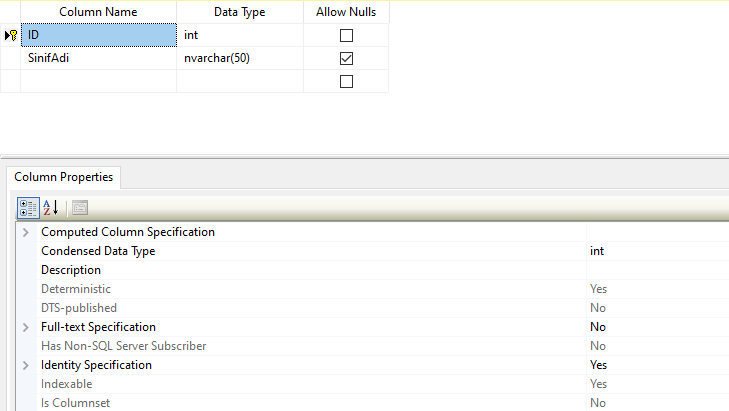 Column Name Data Type Allow Nulls
ID int
SinifAdi nvarchar(50)
Column Properties
Computed Column Specification
Condensed Data Type int
Description
Deterministic Yes
DTS-published No
Full-text Specification No
Has Non-SQL Server Subscriber No
Identity Specification Yes
Indexable Yes
Is Columnset No